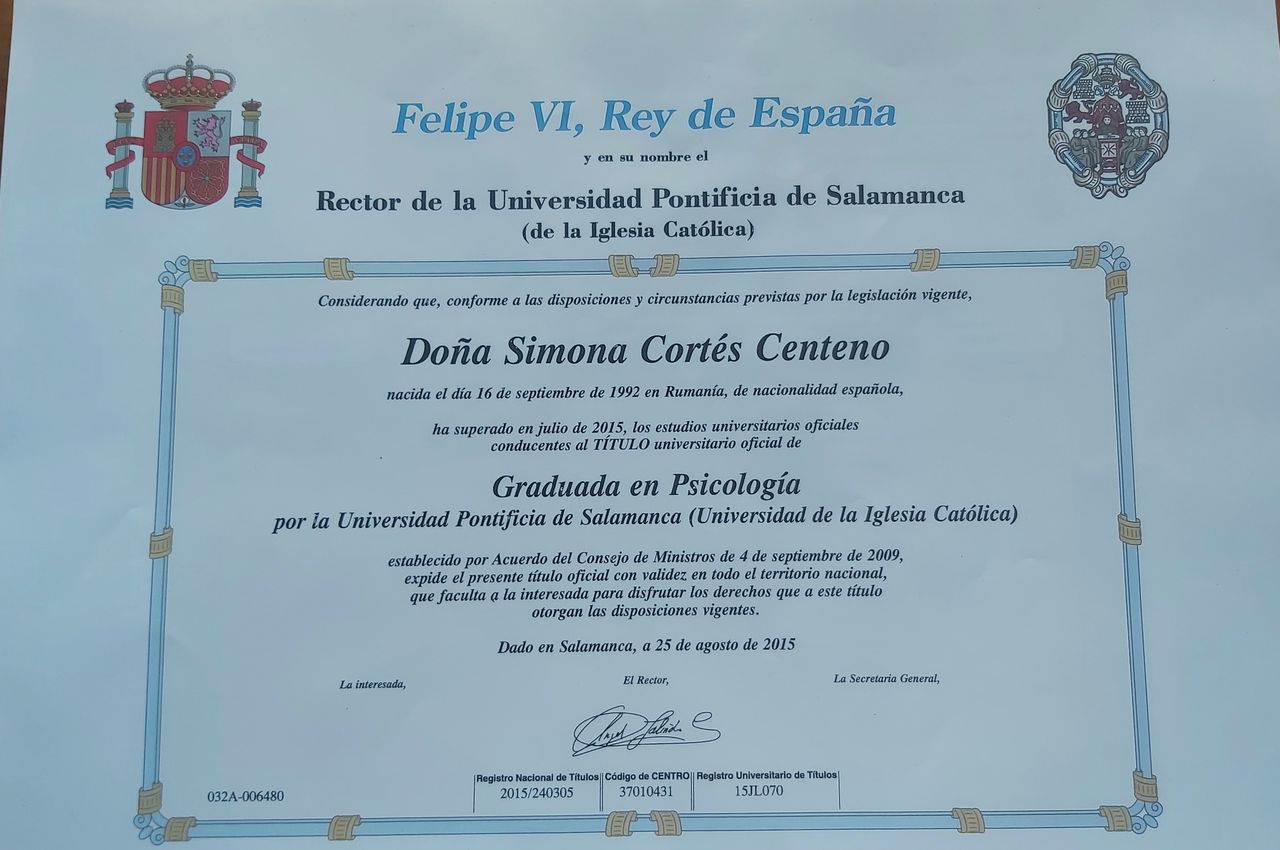 Felipe VI, Rey de España
y en su nombre el
Rector de la Universidad Pontificia de Salamanca
(de la Iglesia Católica)
Considerando que, conforme a las disposiciones y circunstancias previstas por la legislación vigente,
Doña Simona Cortés Centeno
nacida el día 16 de septiembre de 1992 en Rumanía, de nacionalidad española,
ha superado en julio de 2015, los estudios universitarios oficiales
conducentes al TÍTULO universitario oficial de
Graduada en Psicología
por la Universidad Pontificia de Salamanca (Universidad de la Iglesia Católica)
establecido por Acuerdo del Consejo de Ministros de 4 de septiembre de 2009,
expide el presente título oficial con validez en todo el territorio nacional,
que faculta a la interesada para disfrutar los derechos que a este título
otorgan las disposiciones vigentes.
Dado en Salamanca, a 25 de agosto de 2015
La interesada, El Rector, La Secretaria General,
Registro Nacional de Títulos Código de CENTRO Registro Universitario de Títulos
032A-006480 2015/240305 37010431 15JL070